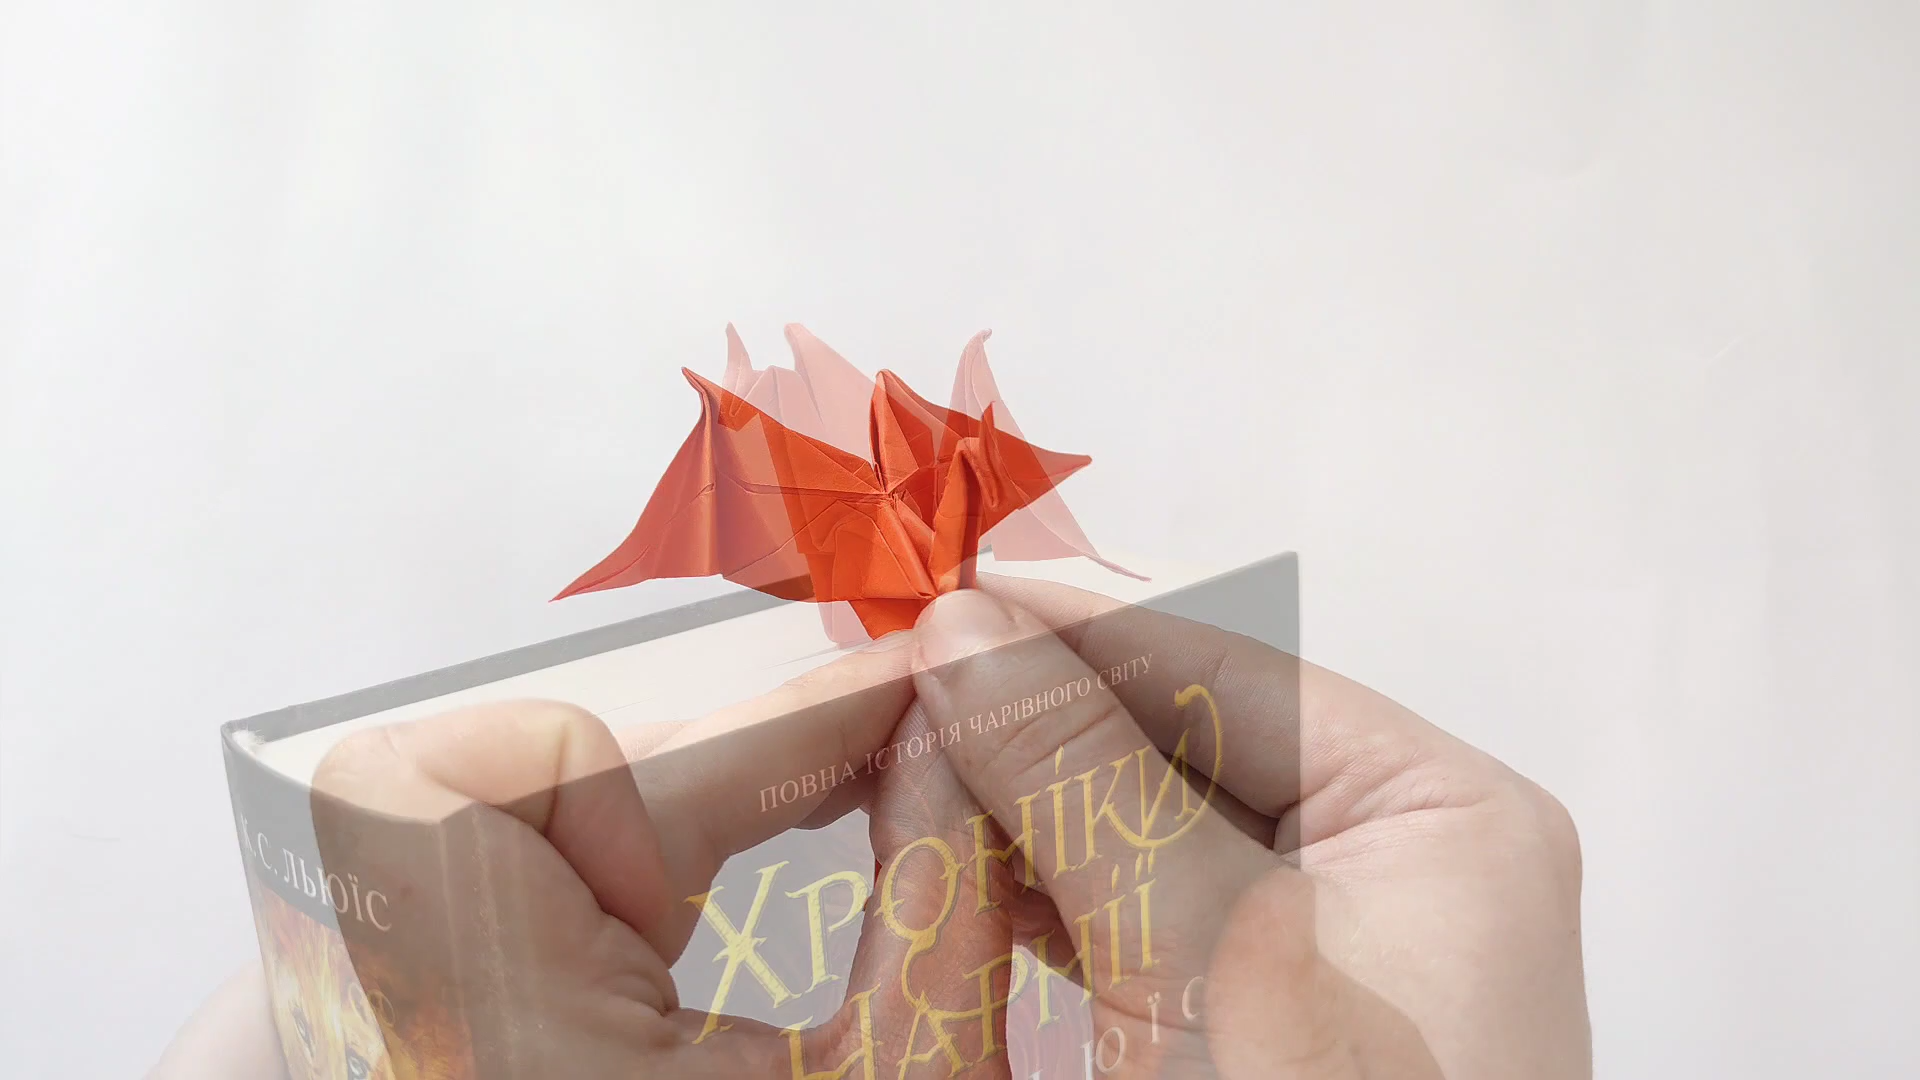 ПОВНА ІСТОРІЯ ЧАРІВНОГО СВІТУ
ХРОНІКИ
НАРНІЇ
К. С. ЛЬЮЇС